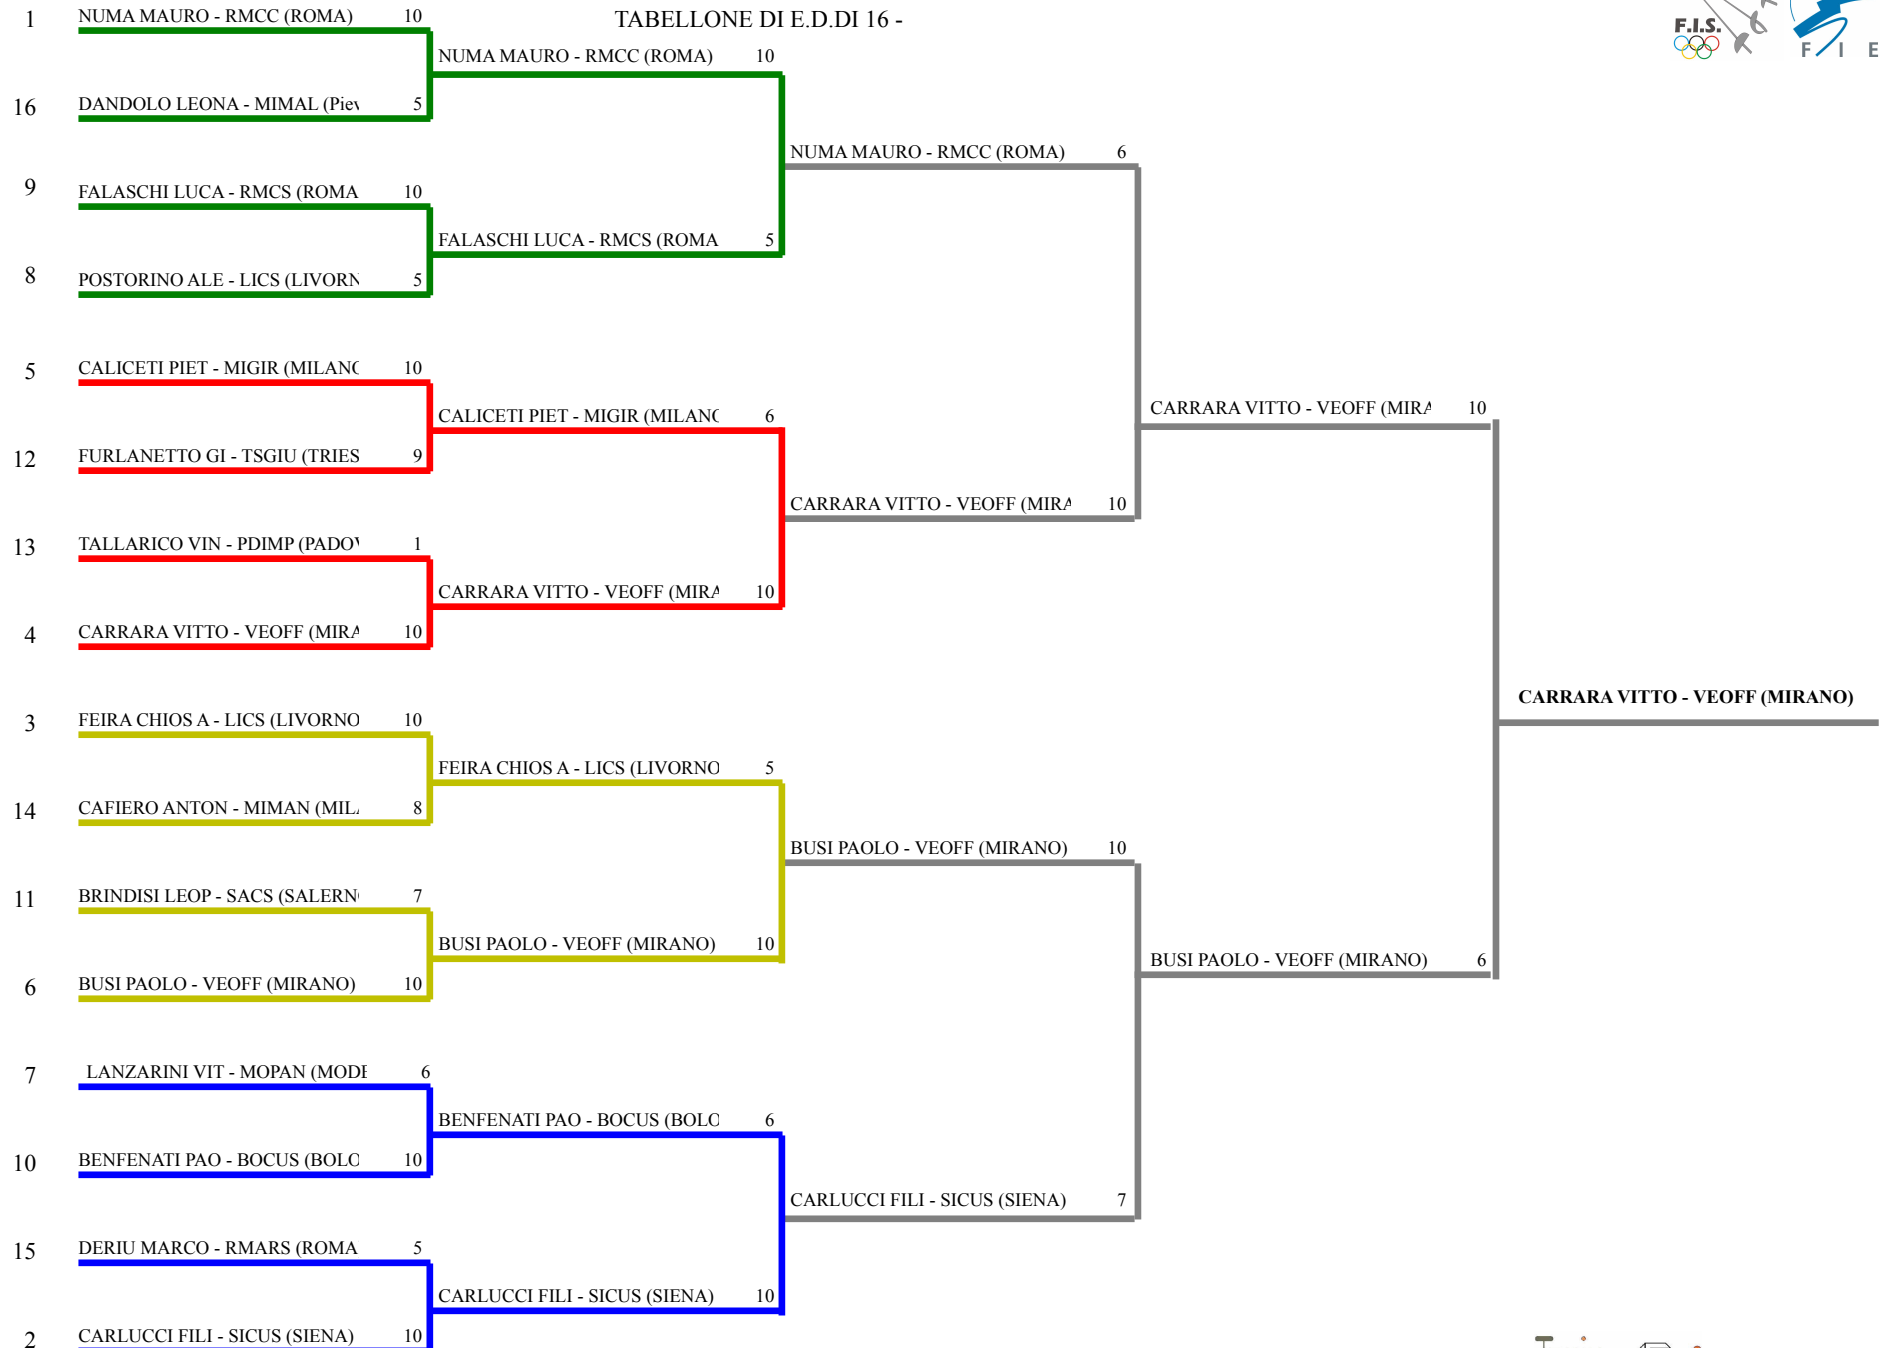 TABELLONE DI E.D.DI 16 -
F.I.S.
F I E
1 NUMA MAURO - RMCC (ROMA) 10
NUMA MAURO - RMCC (ROMA) 10
16 DANDOLO LEONA - MIMAL (Piev 5
NUMA MAURO - RMCC (ROMA) 6
9 FALASCHI LUCA - RMCS (ROMA 10
FALASCHI LUCA - RMCS (ROMA 5
8 POSTORINO ALE - LICS (LIVORN 5
5 CALICETI PIET - MIGIR (MILANO 10
CALICETI PIET - MIGIR (MILANO 6
CARRARA VITTO - VEOFF (MIRA 10
12 FURLANETTO GI - TSGIU (TRIES 9
CARRARA VITTO - VEOFF (MIRA 10
13 TALLARICO VIN - PDIMP (PADOV 1
CARRARA VITTO - VEOFF (MIRA 10
4 CARRARA VITTO - VEOFF (MIRA 10
CARRARA VITTO - VEOFF (MIRANO)
3 FEIRA CHIOS A - LICS (LIVORNO 10
FEIRA CHIOS A - LICS (LIVORNO 5
14 CAFIERO ANTON - MIMAN (MILA 8
BUSI PAOLO - VEOFF (MIRANO) 10
11 BRINDISI LEOP - SACS (SALERNO 7
BUSI PAOLO - VEOFF (MIRANO) 10
BUSI PAOLO - VEOFF (MIRANO) 6
6 BUSI PAOLO - VEOFF (MIRANO) 10
7 LANZARINI VIT - MOPAN (MODE 6
BENFENATI PAO - BOCUS (BOLO 6
10 BENFENATI PAO - BOCUS (BOLO 10
CARLUCCI FILI - SICUS (SIENA) 7
15 DERIU MARCO - RMARS (ROMA 5
CARLUCCI FILI - SICUS (SIENA) 10
2 CARLUCCI FILI - SICUS (SIENA) 10